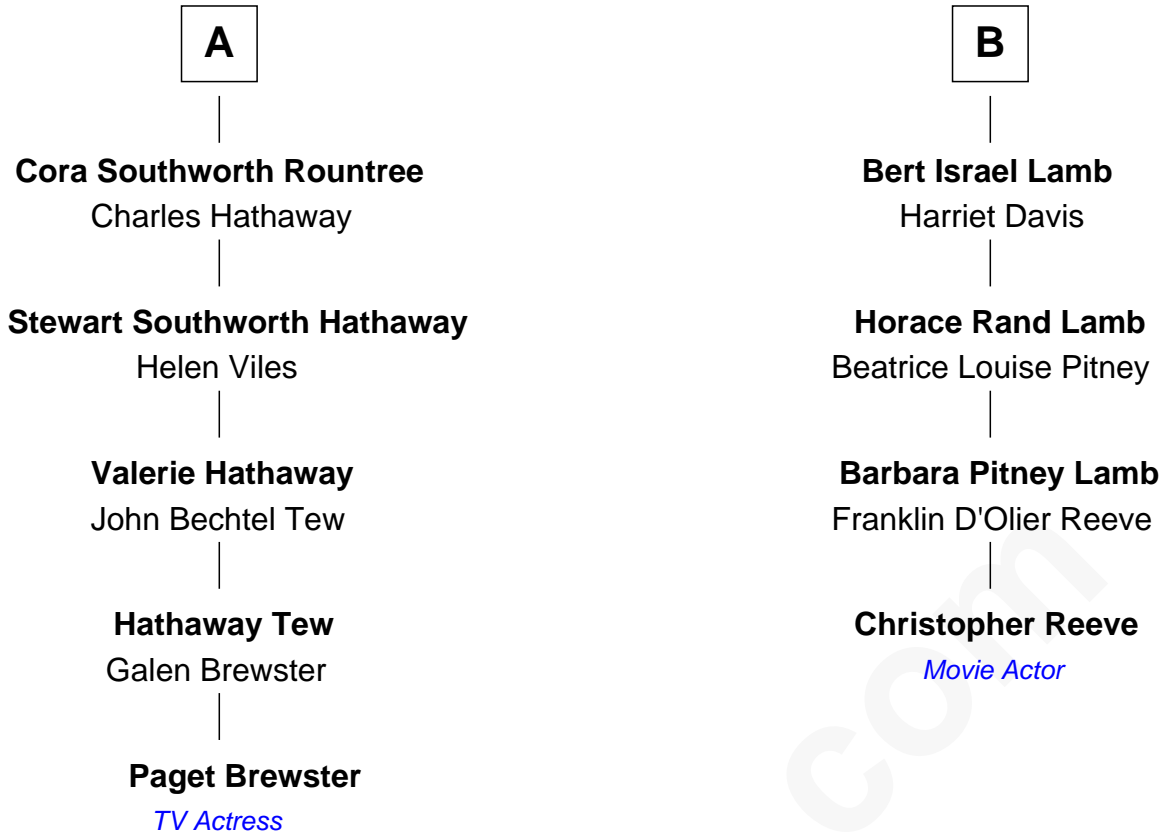 A
Cora Southworth Rountree
Charles Hathaway
Stewart Southworth Hathaway
Helen Viles
Valerie Hathaway
John Bechtel Tew
Hathaway Tew
Galen Brewster
Paget Brewster
TV Actress
B
Bert Israel Lamb
Harriet Davis
Horace Rand Lamb
Beatrice Louise Pitney
Barbara Pitney Lamb
Franklin D'Olier Reeve
Christopher Reeve
Movie Actor
com